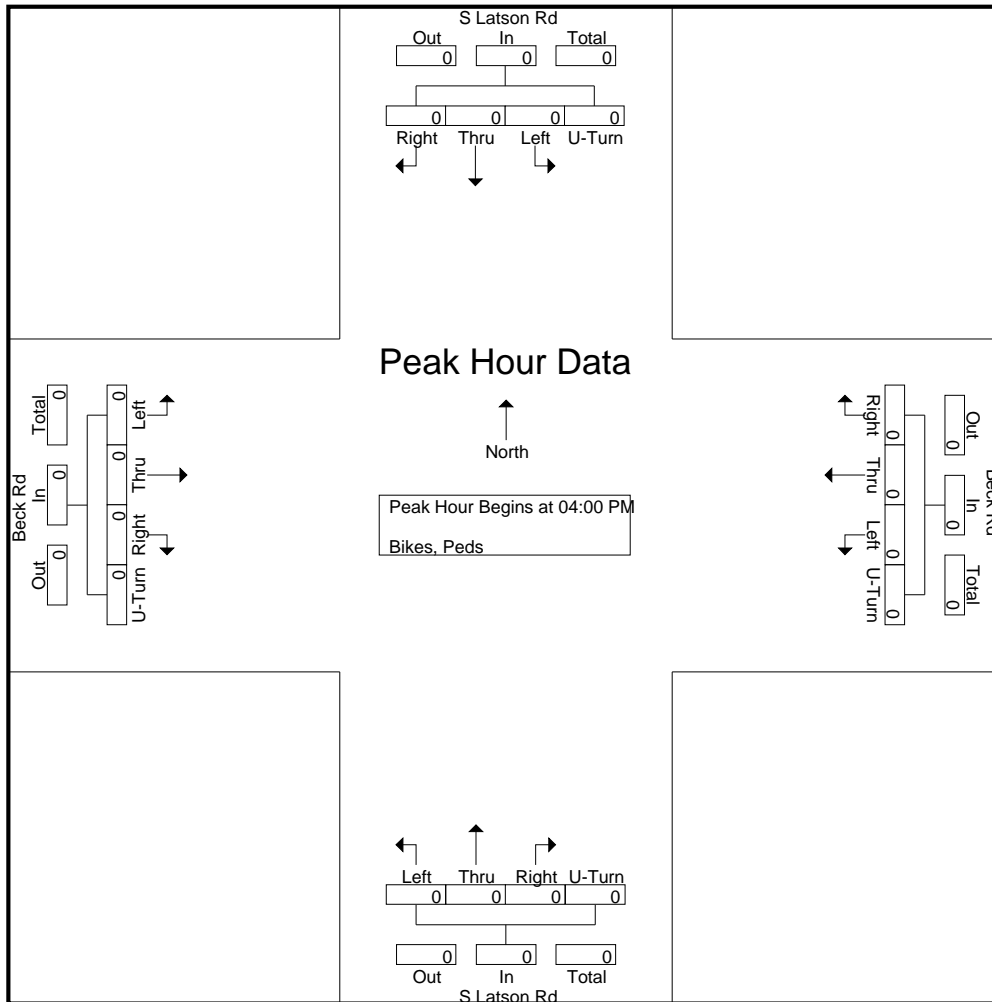 S Latson Rd
Out In Total
0 0 0
0 0 0 0
Right Thru Left U-Turn
Peak Hour Data
North
Peak Hour Begins at 04:00 PM
Bikes, Peds
Beck Rd
Total In Out
0 0 0
0 0 0 0
Left Thru Right U-Turn
Beck Rd
Out In Total
0 0 0
0 0 0 0
Right Thru Left U-Turn
Left Thru Right U-Turn
0 0 0 0
0 0 0
Out In Total
S Latson Rd